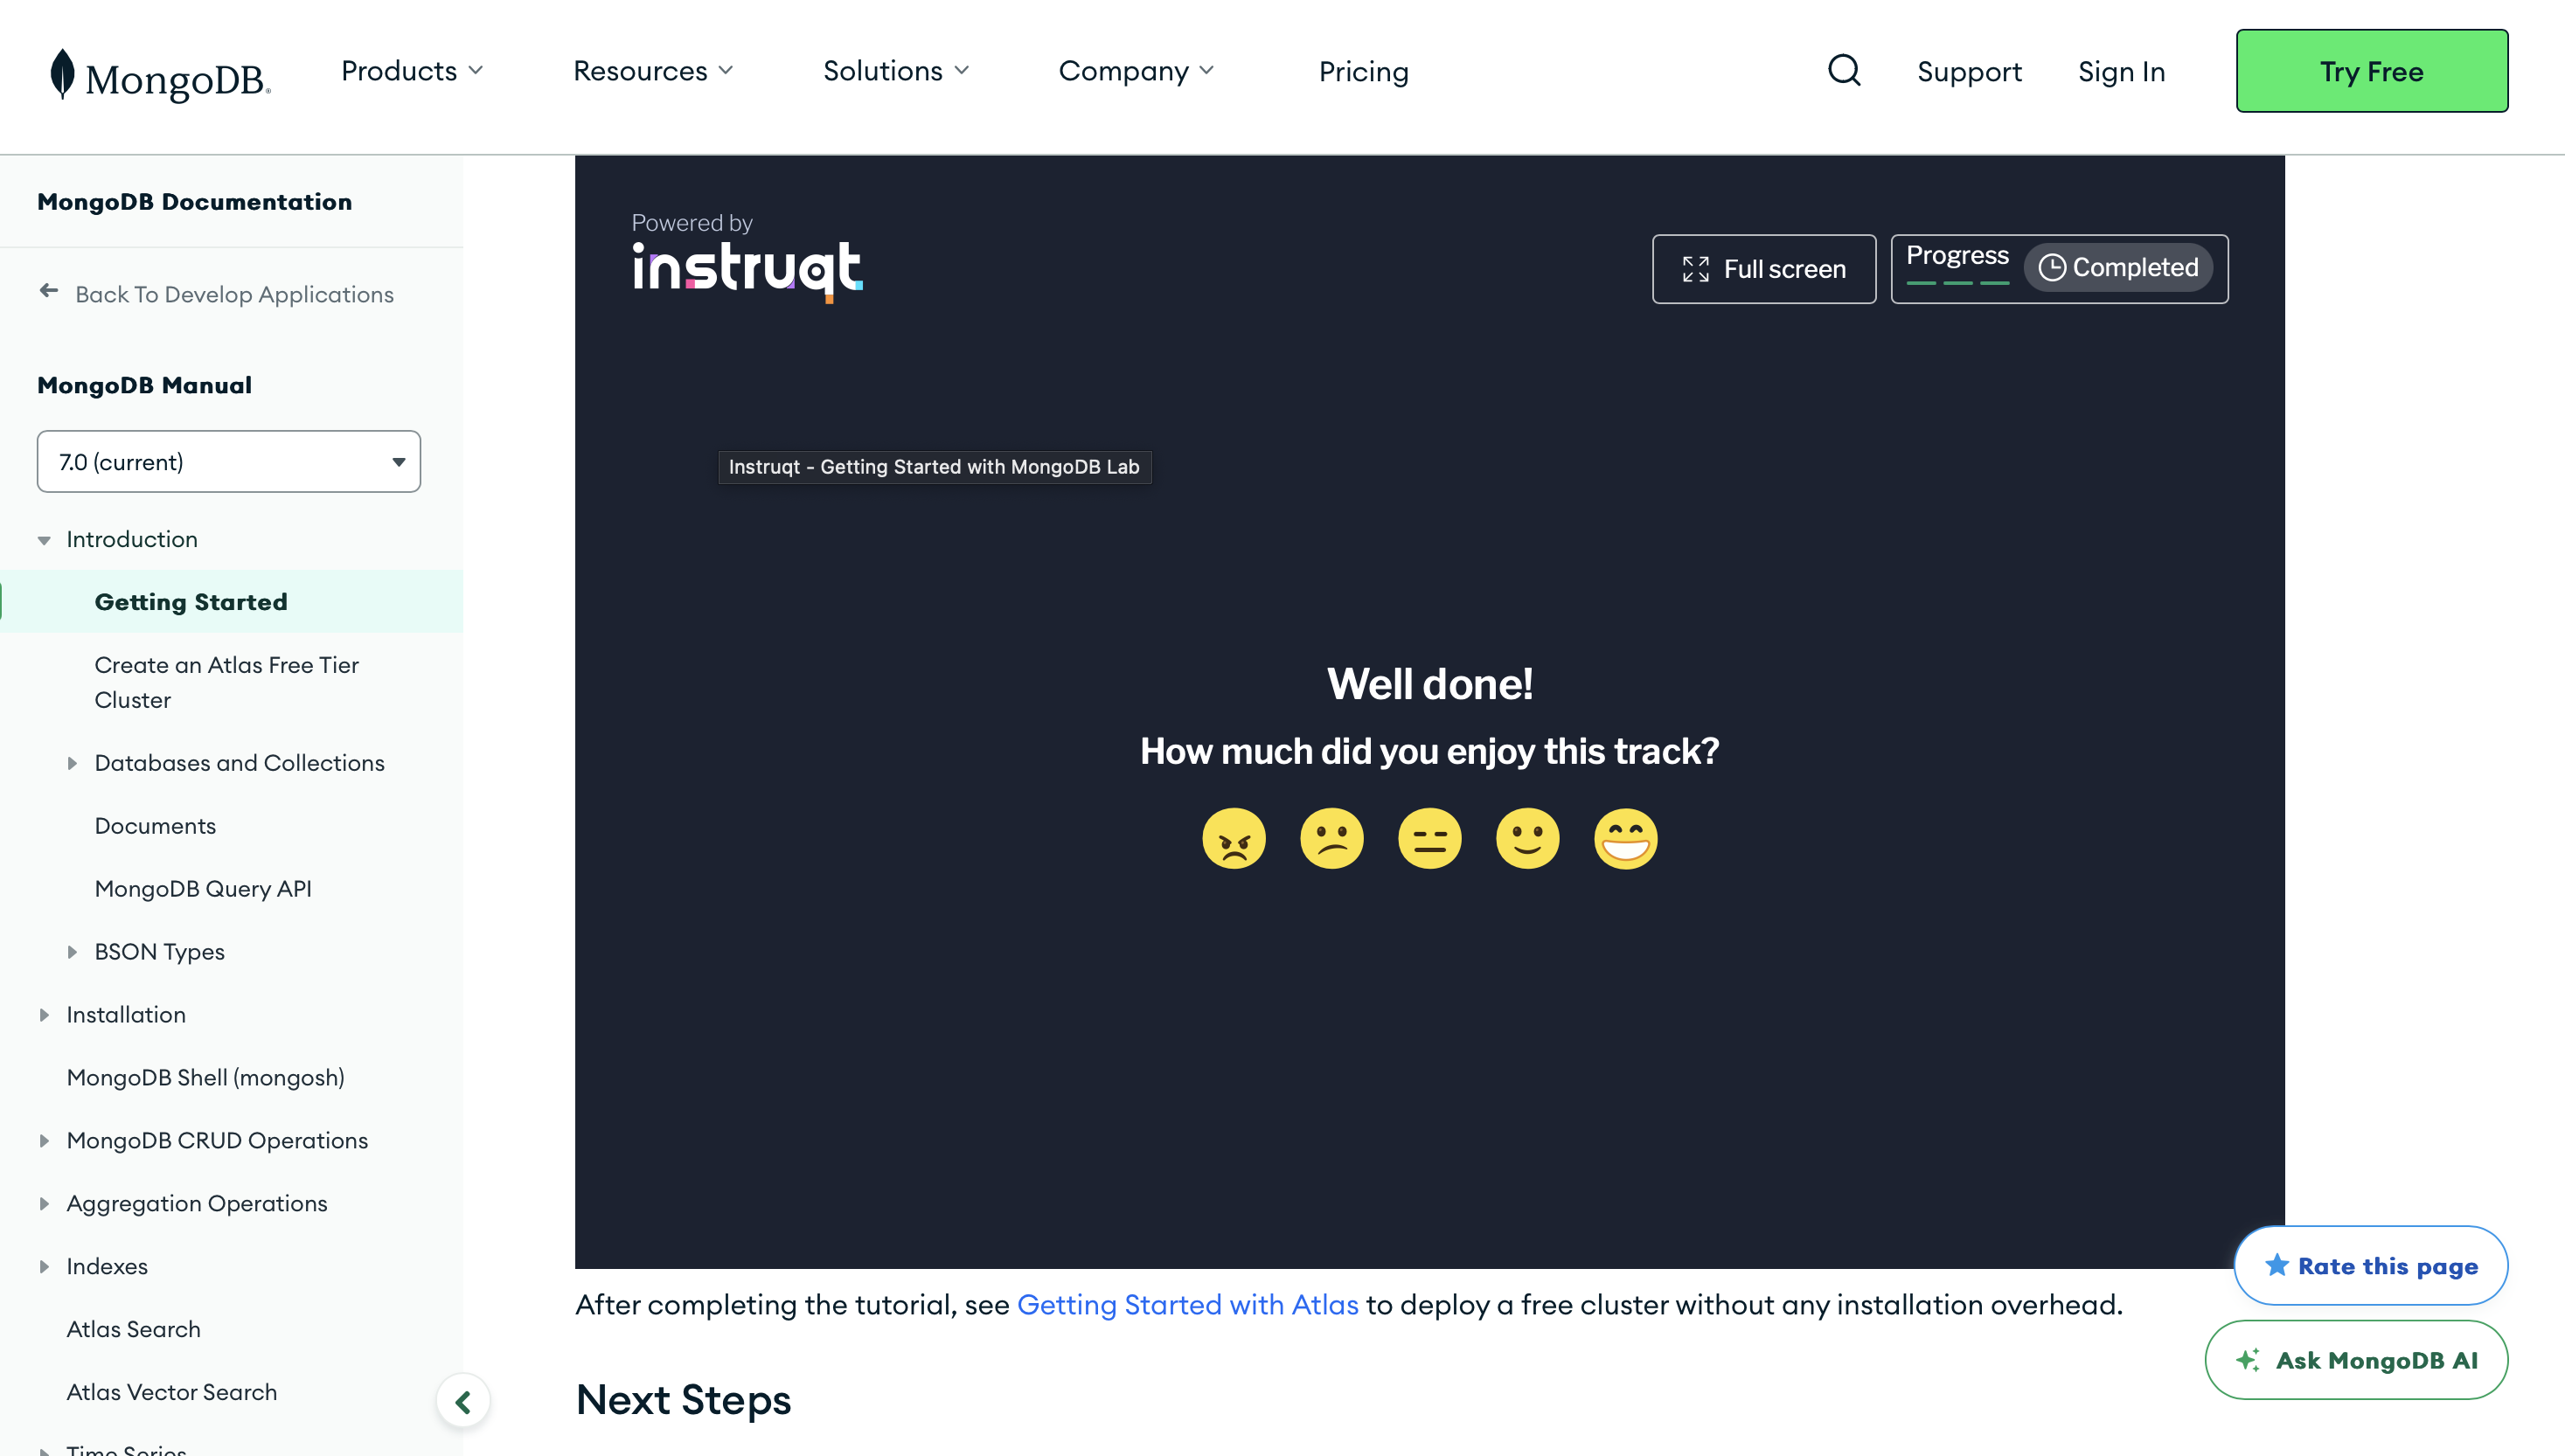 MongoDB®
Products
Resources
Solutions
Company
Pricing
Support
Sign In
Try Free
MongoDB Documentation
Back To Develop Applications
MongoDB Manual
7.0 (current)
Introduction
Getting Started
Create an Atlas Free Tier
Cluster
Databases and Collections
Documents
MongoDB Query API
BSON Types
Installation
MongoDB Shell (mongosh)
MongoDB CRUD Operations
Aggregation Operations
Indexes
Atlas Search
Atlas Vector Search
Time Series
Powered by
instruqt
Full screen
Progress
Completed
Instruqt - Getting Started with MongoDB Lab
Well done!
How much did you enjoy this track?
After completing the tutorial, see Getting Started with Atlas to deploy a free cluster without any installation overhead.
Next Steps
Rate this page
Ask MongoDB AI